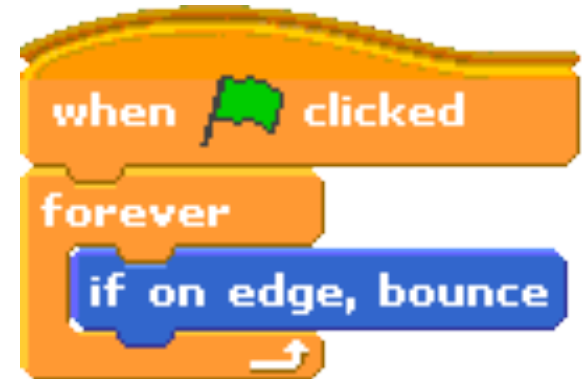 when clicked
forever
if on edge, bounce